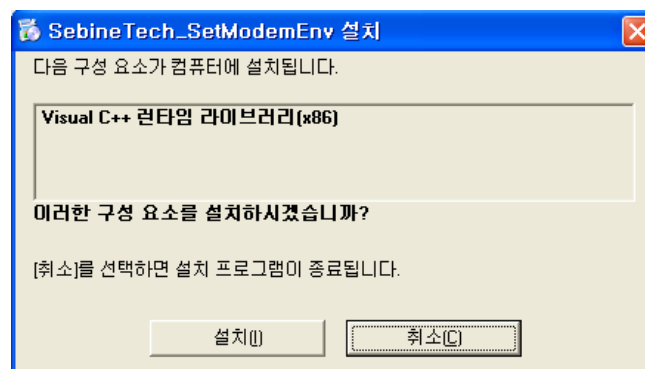 SebineTech_SetModemEnv 설치
다음 구성 요소가 컴퓨터에 설치됩니다.
Visual C++ 런타임 라이브러리(x86)
이러한 구성 요소를 설치하시겠습니까?
[취소]를 선택하면 설치 프로그램이 종료됩니다.
설치(I) 취소(C)